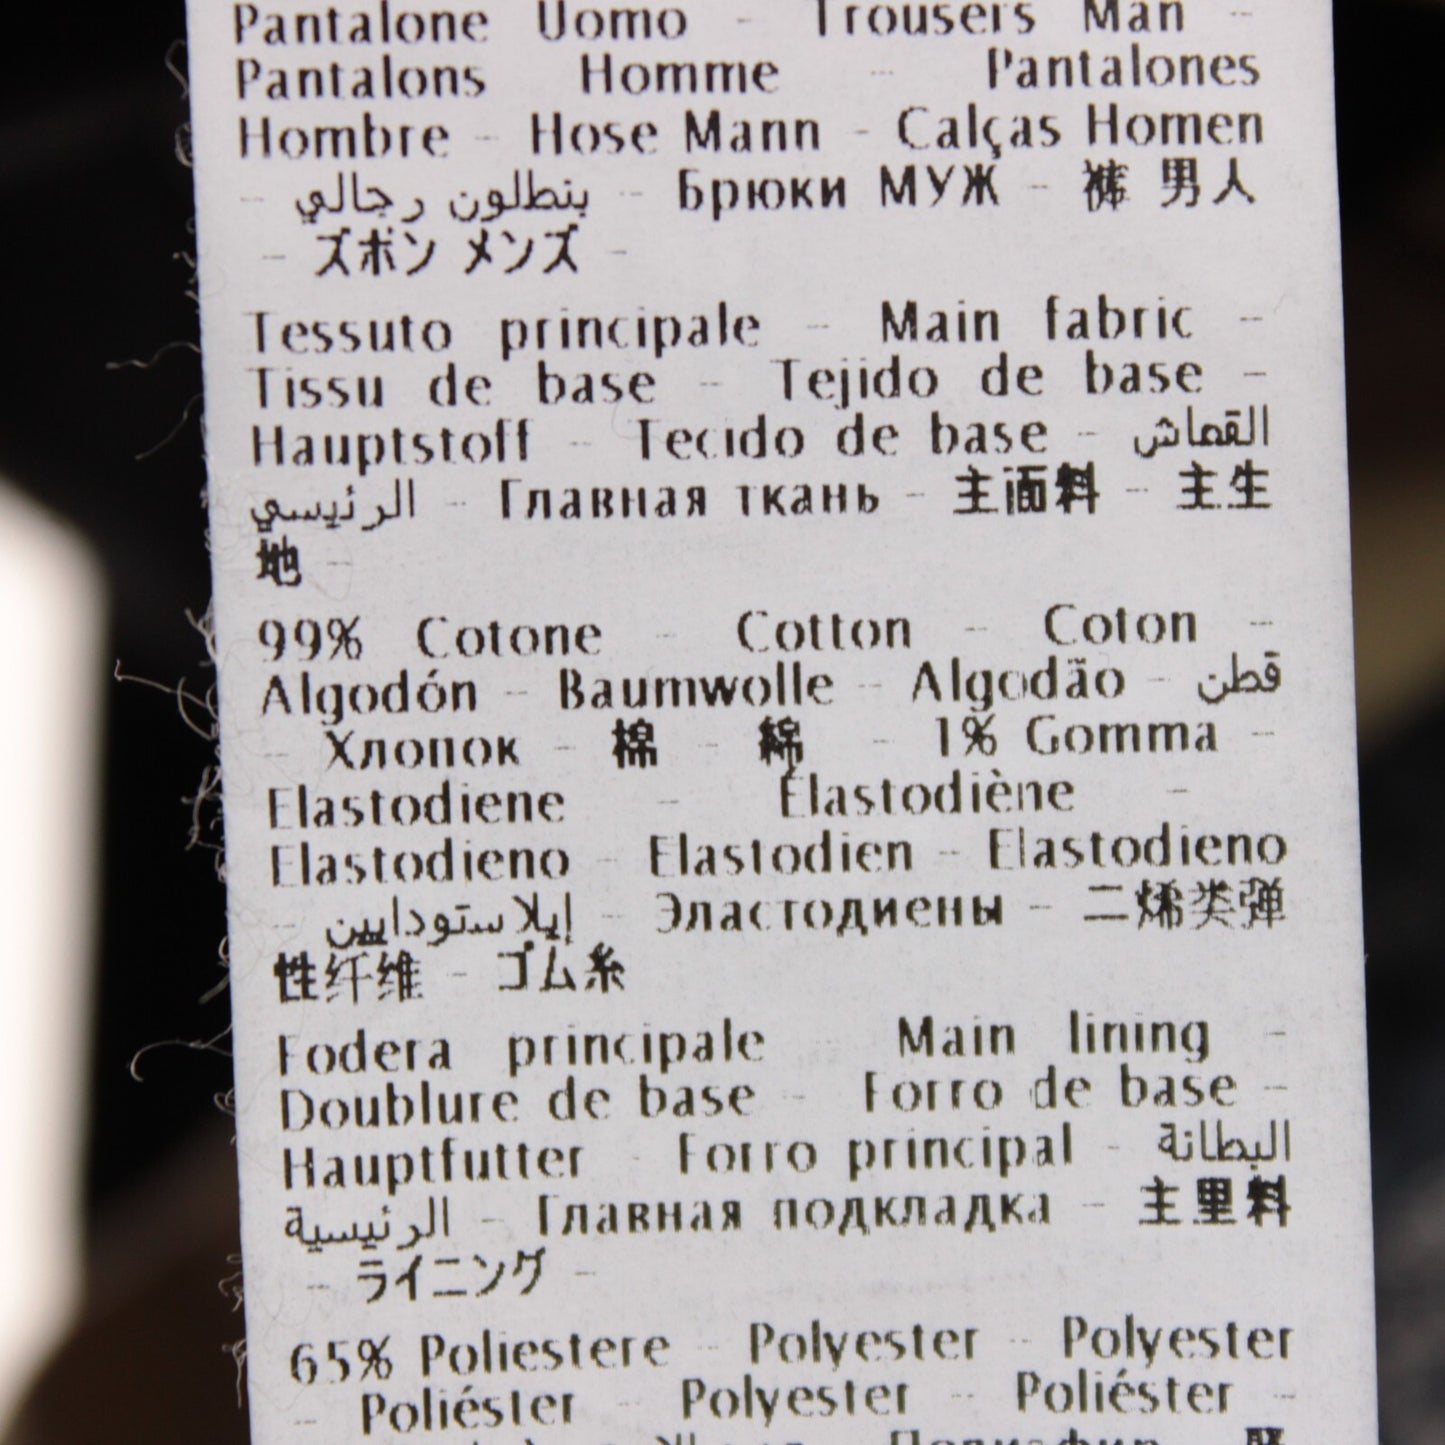 Pantalone Uomo - Trousers Man -
Pantalons Homme - Pantalones
Hombre - Hose Mann - Calças Homen
- بنطلون رجالي - Брюки МУЖ - 裤 男人
- ズボン メンズ -
Tessuto principale - Main fabric -
Tissu de base - Tejido de base -
Hauptstoff - Tecido de base - القماش
الرئيسي - Главная ткань - 主面料 - 主生
地 -
99% Cotone - Cotton - Coton -
Algodón - Baumwolle - Algodão - قطن
- Хлопок - 棉 - 綿 - 1% Gomma -
Elastodiene - Élastodiène -
Elastodieno - Elastodien - Elastodieno
- إيلاستودايين - Эластодиены - 二烯类弹
性纤维 - ゴム糸
Fodera principale - Main lining -
Doublure de base - Forro de base -
Hauptfutter - Forro principal - البطانة
الرئيسية - Главная подкладка - 主里料
- ライニング -
65% Poliestere - Polyester - Polyester
- Poliéster - Polyester - Poliéster -